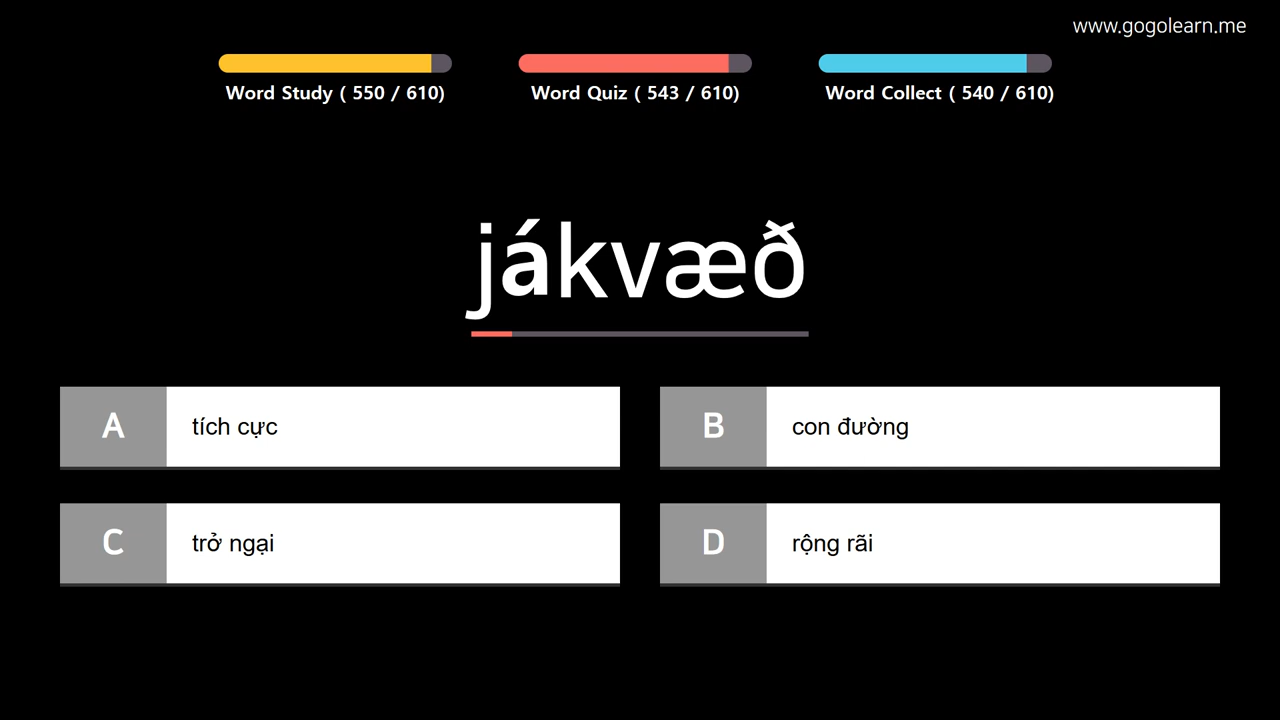 www.gogolearn.me
Word Study ( 550 / 610)
Word Quiz ( 543 / 610)
Word Collect ( 540 / 610)
jákvæð
A tích cực
B con đường
C trở ngại
D rộng rãi